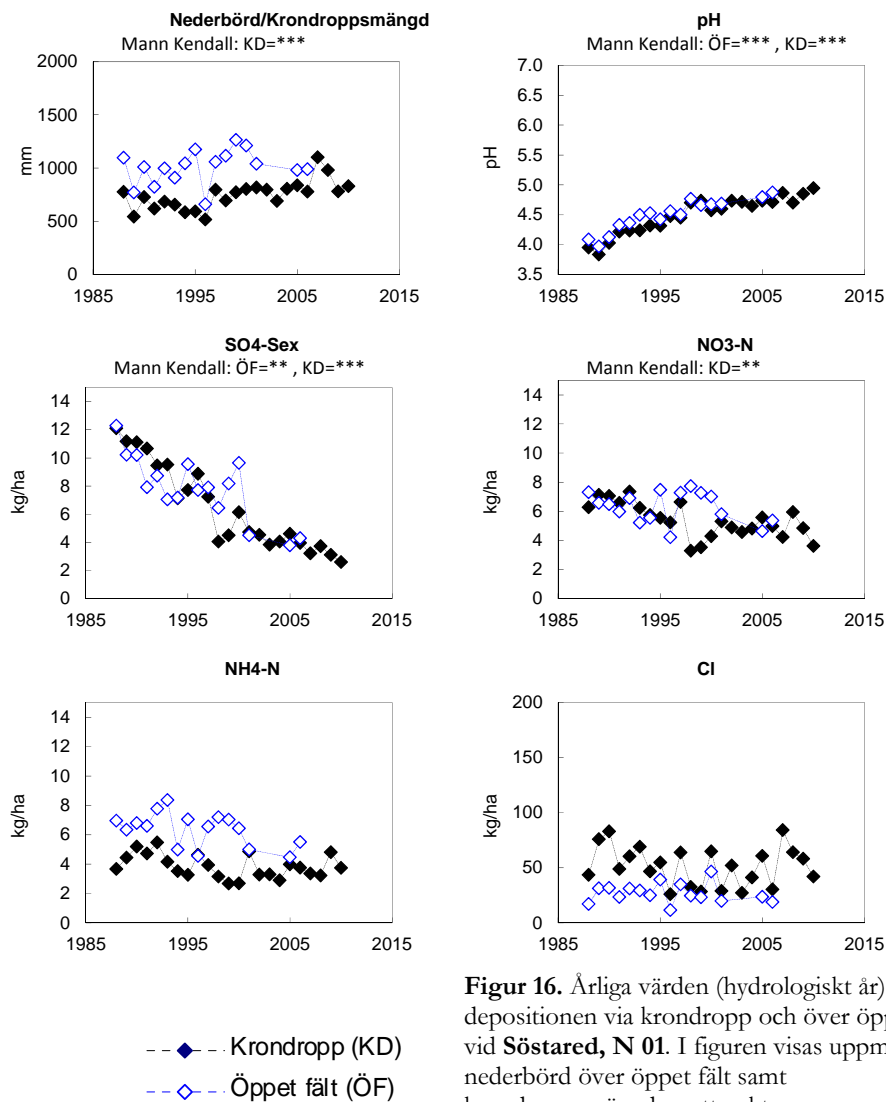 Nederbörd/Krondroppsmängd
Mann Kendall: KD=***
2000
1500
1000
500
0
mm
1985 1995 2005 2015
pH
Mann Kendall: ÖF=*** , KD=***
7.0
6.5
6.0
5.5
5.0
4.5
4.0
3.5
pH
1985 1995 2005 2015
SO4-Sex
Mann Kendall: ÖF=** , KD=***
14
12
10
8
6
4
2
0
kg/ha
1985 1995 2005 2015
NO3-N
Mann Kendall: KD=**
14
12
10
8
6
4
2
0
kg/ha
1985 1995 2005 2015
NH4-N
14
12
10
8
6
4
2
0
kg/ha
1985 1995 2005 2015
Cl
200
150
100
50
0
kg/ha
1985 1995 2005 2015
Krondropp (KD)
Öppet fält (ÖF)
Figur 16. Årliga värden (hydrologiskt år)
depositionen via krondropp och över öpp
vid Söstared, N 01. I figuren visas uppm
nederbörd över öppet fält samt